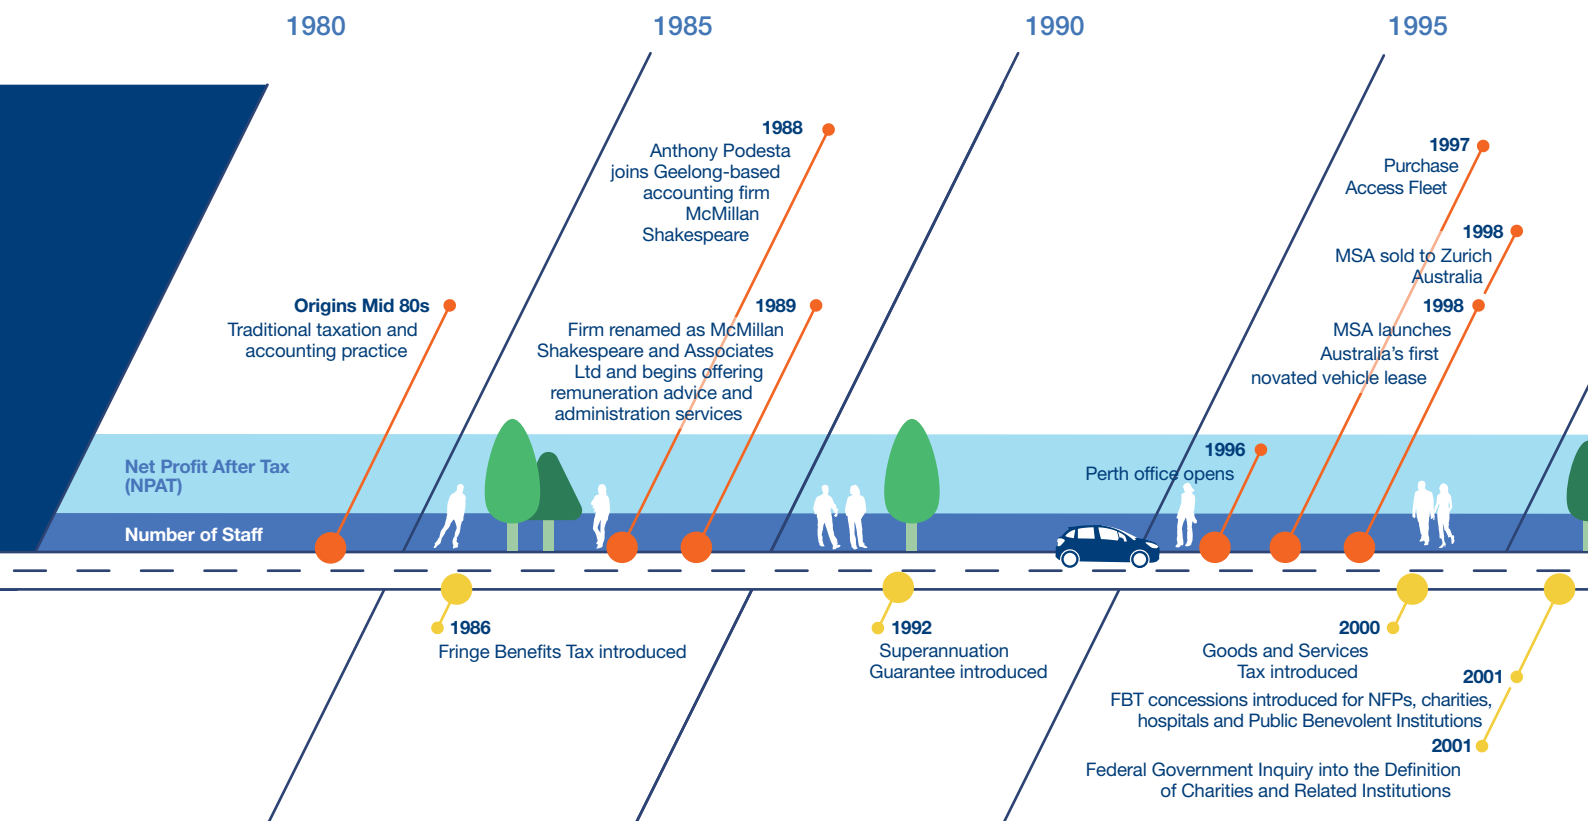 1980
1985
1990
1995
1988
Anthony Podesta
joins Geelong-based
accounting firm
McMillan
Shakespeare
1997
Purchase
Access Fleet
1998
MSA sold to Zurich
Australia
Origins Mid 80s
Traditional taxation and
accounting practice
1989
Firm renamed as McMillan
Shakespeare and Associates
Ltd and begins offering
remuneration advice and
administration services
1998
MSA launches
Australia's first
novated vehicle lease
1996
Perth office opens
Net Profit After Tax
(NPAT)
Number of Staff
1986
Fringe Benefits Tax introduced
1992
Superannuation
Guarantee introduced
2000
Goods and Services
Tax introduced
2001
FBT concessions introduced for NFPs, charities,
hospitals and Public Benevolent Institutions
2001
Federal Government Inquiry into the Definition
of Charities and Related Institutions